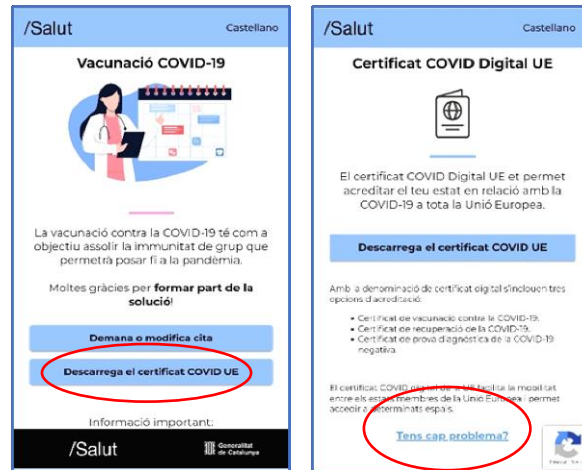 /Salut
Castellano
Vacunació COVID-19
La vacunació contra la COVID-19 té com a
objectiu assolir la immunitat de grup que
permetrà posar fi a la pandèmia.
Moltes gràcies per formar part de la
solució!
Demana o modifica cita
Descarrega el certificat COVID UE
Informació important:
/Salut
Generalitat
de Catalunya
/Salut
Castellano
Certificat COVID Digital UE
El certificat COVID Digital UE et permet
acreditar el teu estat en relació amb la
COVID-19 a tota la Unió Europea.
Descarrega el certificat COVID UE
Amb la denominació de certificat digital s'inclouen tres
opcions d'acreditació:
• Certificat de vacunació contra la COVID-19.
• Certificat de recuperació de la COVID-19.
• Certificat de prova diagnòstica de la COVID-19
negativa.
El certificat COVID digital de la UE facilita la mobilitat
entre els estats membres de la Unió Europea i permet
accedir a determinats espais.
Tens cap problema?